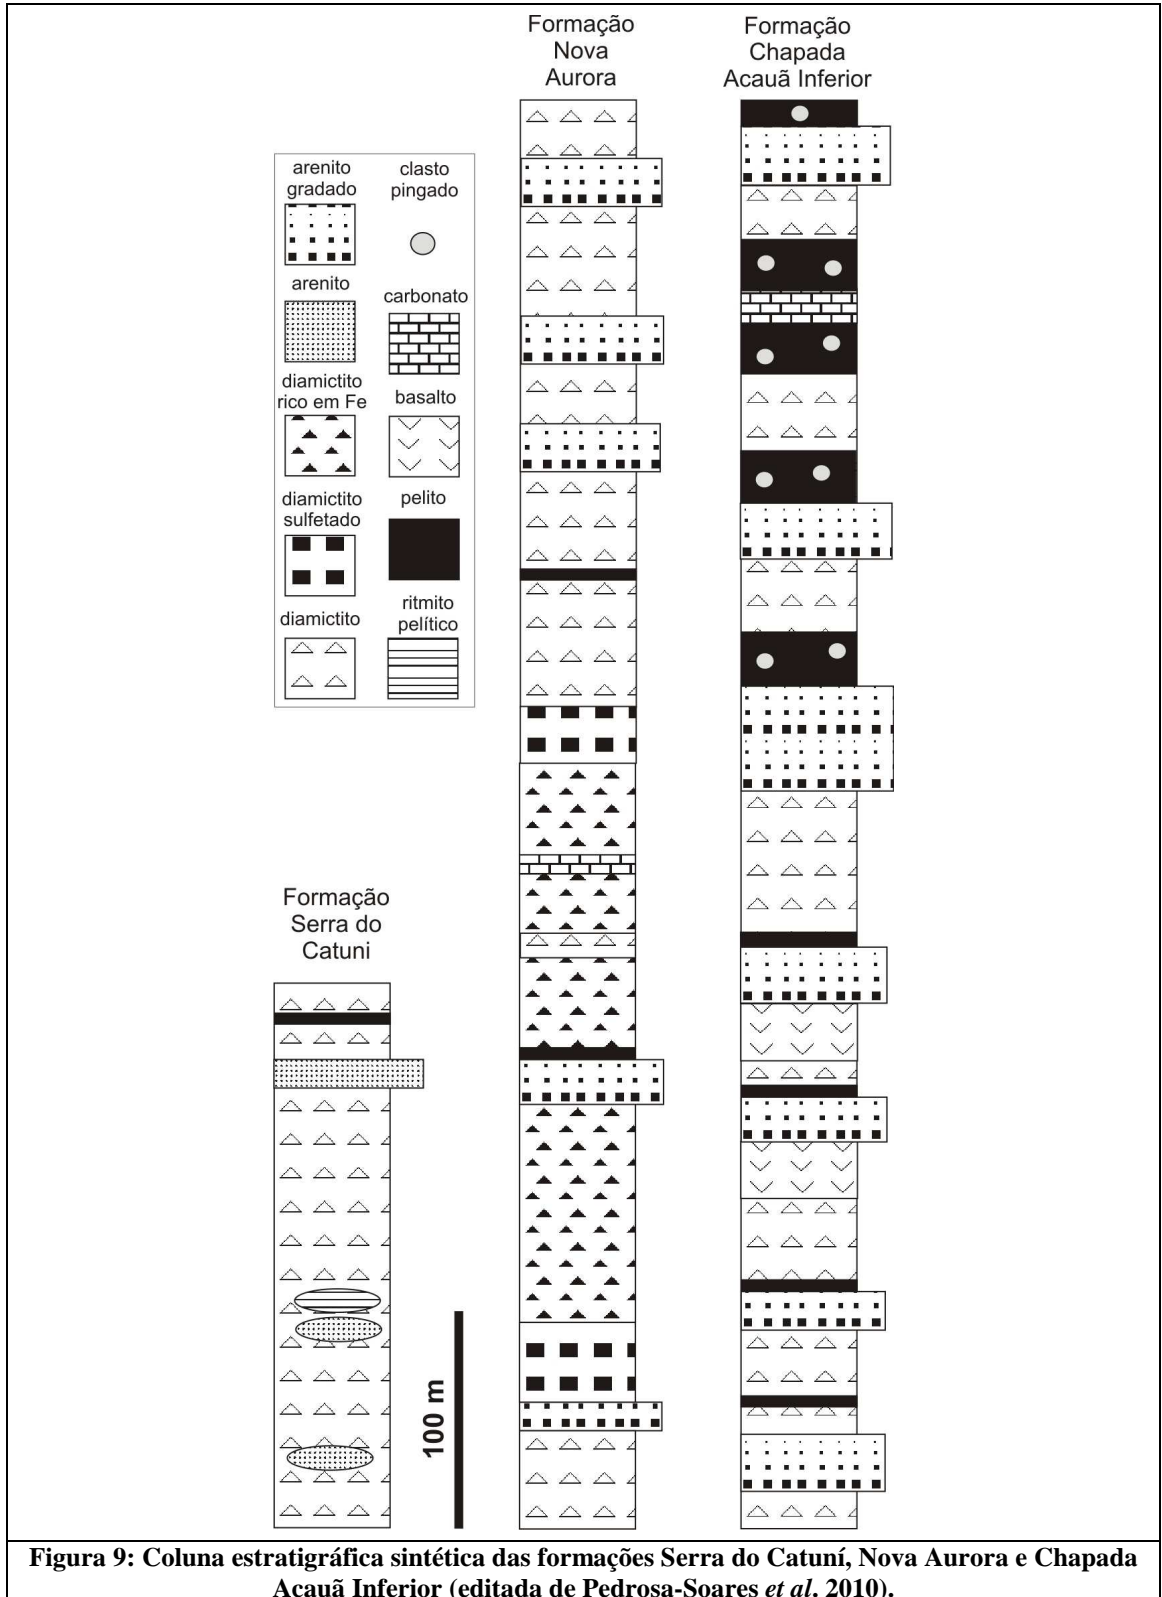 Formação
Nova
Aurora
Formação
Chapada
Acauã Inferior
arenito
gradado
clasto
pingado
arenito
carbonato
diamictito
rico em Fe
basalto
diamictito
sulfetado
pelito
diamictito
ritmito
pelítico
Formação
Serra do
Catuni
100 m
Figura 9: Coluna estratigráfica sintética das formações Serra do Catuní, Nova Aurora e Chapada
Acauã Inferior (editada de Pedrosa-Soares et al. 2010).